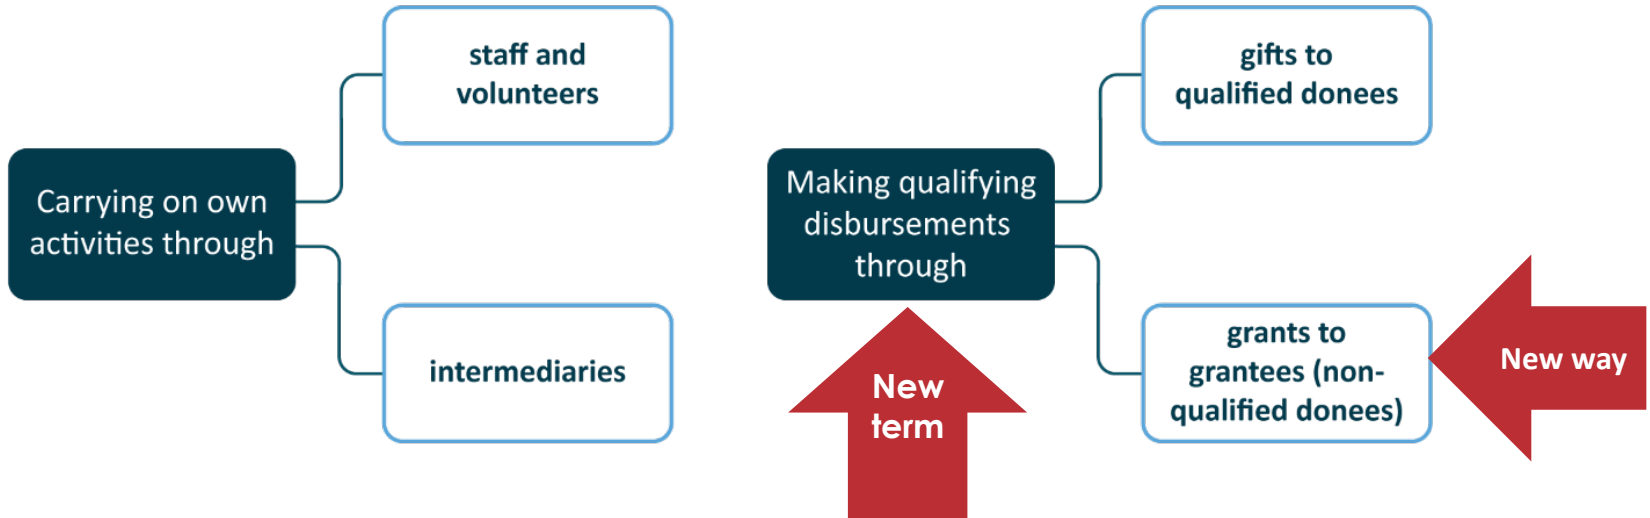 staff and
volunteers
Carrying on own
activities through
intermediaries
gifts to
qualified donees
Making qualifying
disbursements
through
grants to
grantees (non-
qualified donees)
New
term
New way